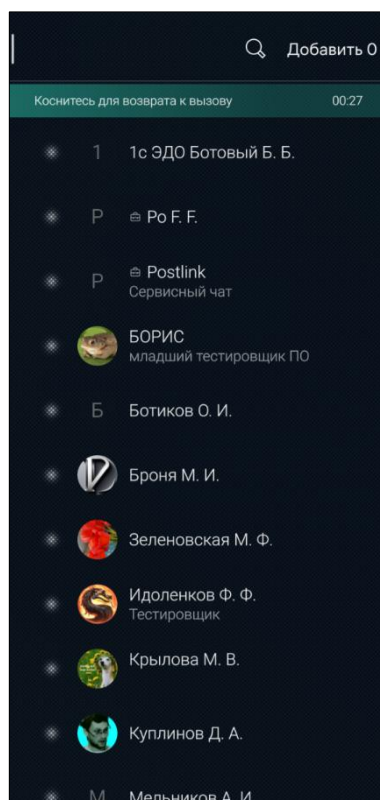 Добавить 0
Коснитесь для возврата к вызову 00:27
1 1с ЭДО Ботовый Б. Б.
P Po F. F.
P Postlink
Сервисный чат
БОРИС
младший тестировщик ПО
Б Ботиков О. И.
Броня М. И.
Зеленовская М. Ф.
Идоленков Ф. Ф.
Тестировщик
Крылова М. В.
Куплинов Д. А.
М Мельников А. И.